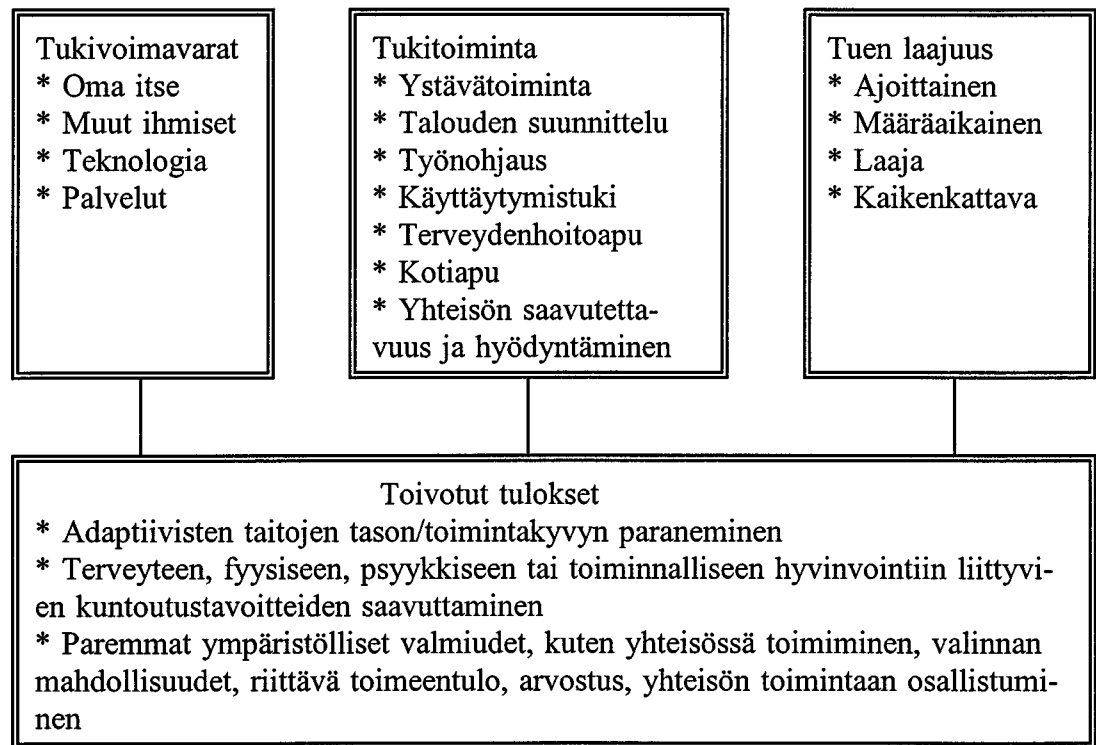 Tukivoimavarat
* Oma itse
* Muut ihmiset
* Teknologia
* Palvelut
Tukitoiminta
* Ystävätoiminta
* Talouden suunnittelu
* Työnohjaus
* Käyttäytymistuki
* Terveydenhoitoapu
* Kotiapu
* Yhteisön saavutetta-
vuus ja hyödyntäminen
Tuen laajuus
* Ajoittainen
* Määräaikainen
* Laaja
* Kaikenkattava
Toivotut tulokset
* Adaptiivisten taitojen tason/toimintakyvyn paraneminen
* Terveyteen, fyysiseen, psyykkiseen tai toiminnalliseen hyvinvointiin liittyvi-
en kuntoutustavoitteiden saavuttaminen
* Paremmat ympäristölliset valmiudet, kuten yhteisössä toimiminen, valinnan
mahdollisuudet, riittävä toimeentulo, arvostus, yhteisön toimintaan osallistumi-
nen